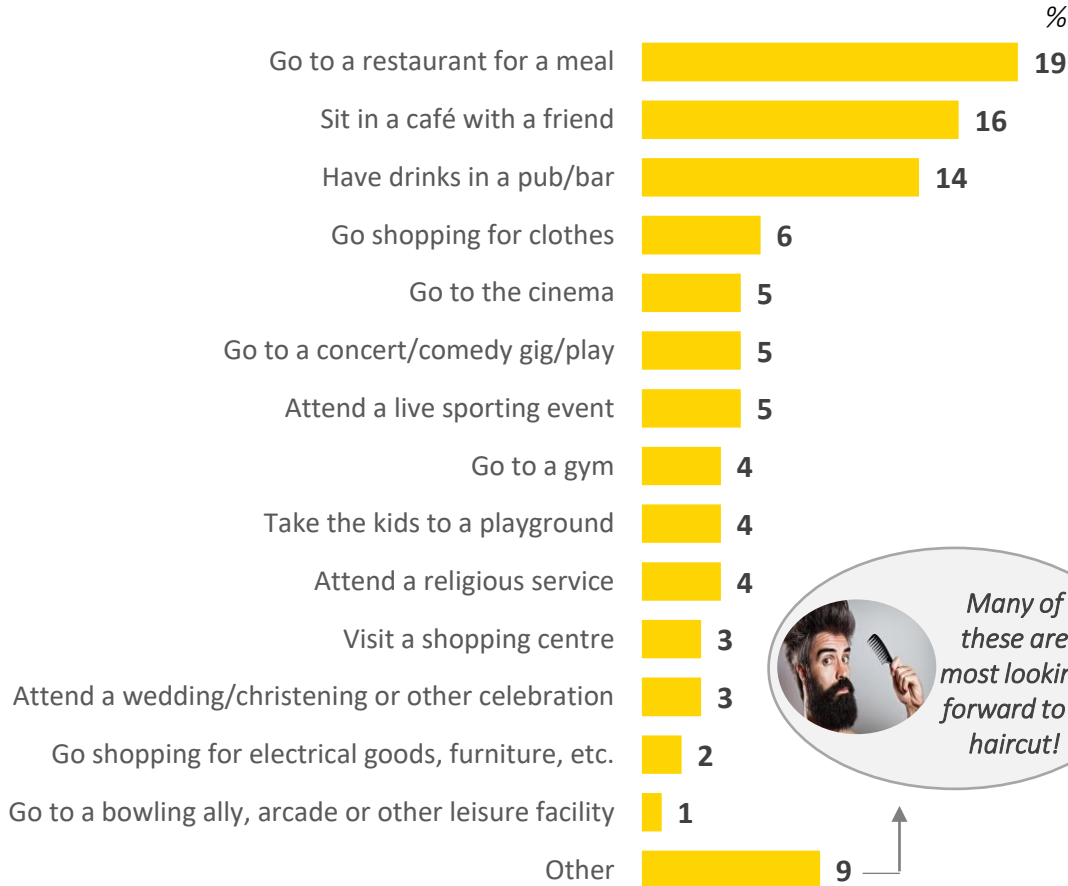 %
Go to a restaurant for a meal 19
Sit in a café with a friend 16
Have drinks in a pub/bar 14
Go shopping for clothes 6
Go to the cinema 5
Go to a concert/comedy gig/play 5
Attend a live sporting event 5
Go to a gym 4
Take the kids to a playground 4
Attend a religious service 4
Visit a shopping centre 3
Attend a wedding/christening or other celebration 3
Go shopping for electrical goods, furniture, etc. 2
Go to a bowling ally, arcade or other leisure facility 1
Other 9
Many of
these are
most lookin
forward to
haircut!